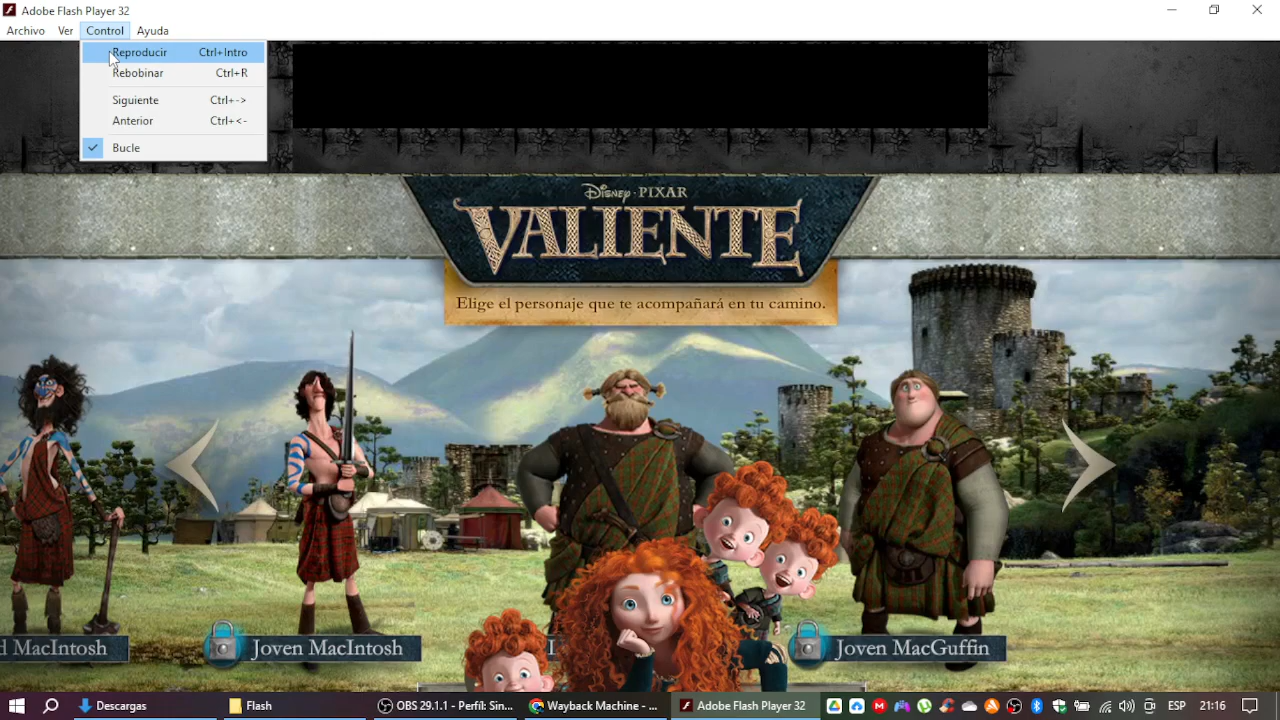 Adobe Flash Player 32
Archivo Ver Control Ayuda
Reproducir Ctrl+Intro
Rebobinar Ctrl+R
Siguiente Ctrl+->
Anterior Ctrl+<-
Bucle
Disney · PIXAR
VALIENTE
Elige el personaje que te acompañará en tu camino.
d MacIntosh
Joven MacIntosh
Joven MacGuffin
Descargas
Flash
OBS 29.1.1 - Perfil: Sin...
Wayback Machine - ...
Adobe Flash Player 32
ESP
21:16